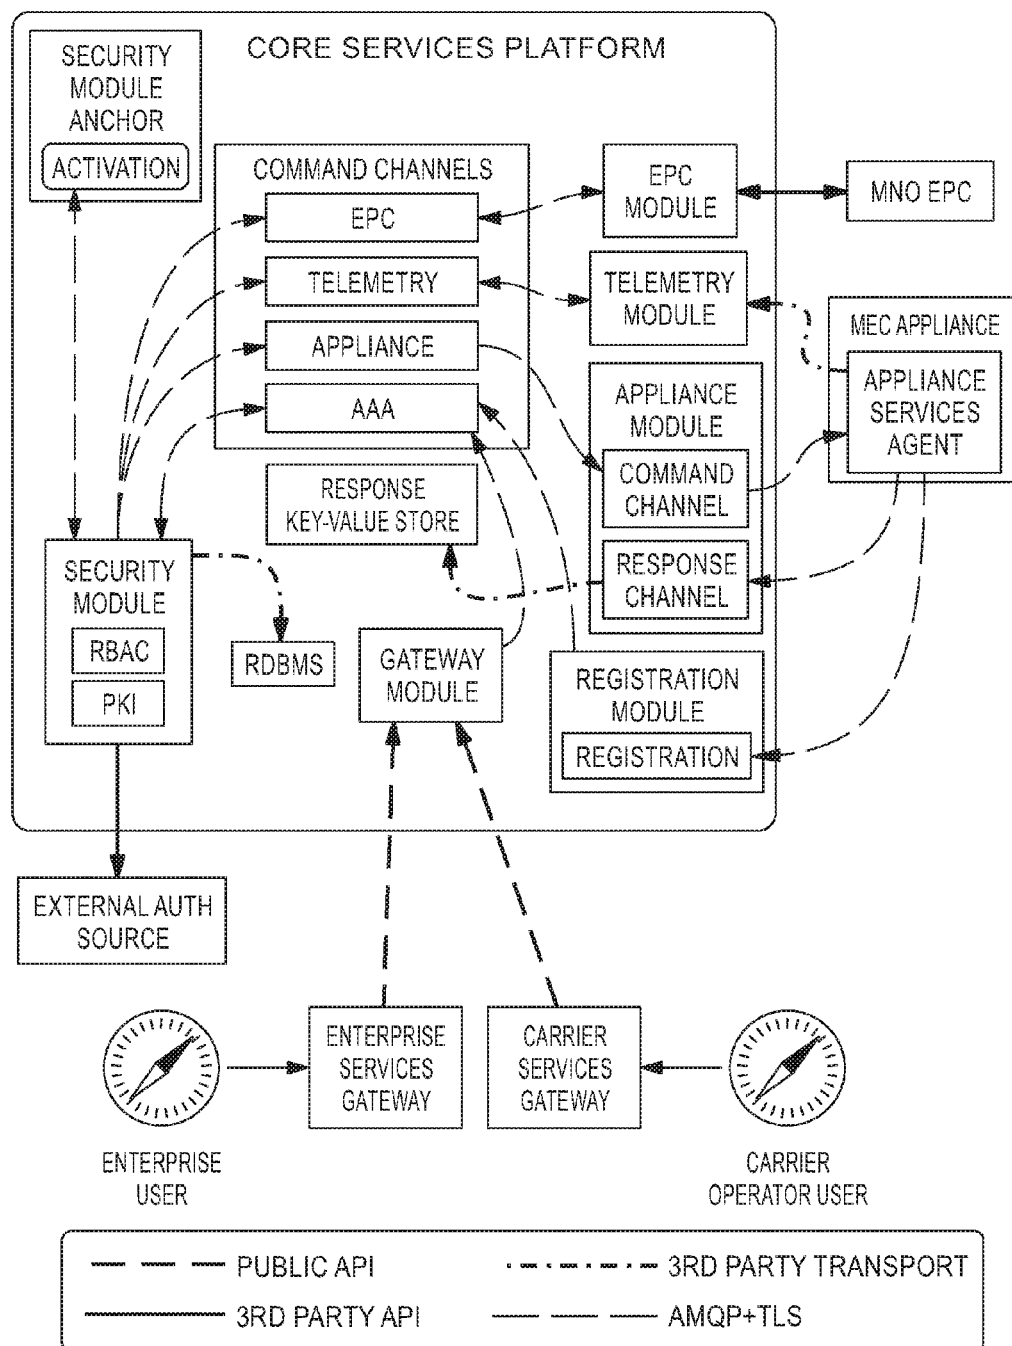 CORE SERVICES PLATFORM
SECURITY
MODULE
ANCHOR
ACTIVATION
COMMAND CHANNELS
EPC
TELEMETRY
APPLIANCE
AAA
EPC
MODULE
MNO EPC
TELEMETRY
MODULE
MEC APPLIANCE
APPLIANCE
SERVICES
AGENT
APPLIANCE
MODULE
COMMAND
CHANNEL
RESPONSE
CHANNEL
RESPONSE
KEY-VALUE STORE
SECURITY
MODULE
RBAC
PKI
RDBMS
GATEWAY
MODULE
REGISTRATION
MODULE
REGISTRATION
EXTERNAL AUTH
SOURCE
ENTERPRISE
SERVICES
GATEWAY
CARRIER
SERVICES
GATEWAY
ENTERPRISE
USER
CARRIER
OPERATOR USER
PUBLIC API
3RD PARTY TRANSPORT
3RD PARTY API
AMQP+TLS